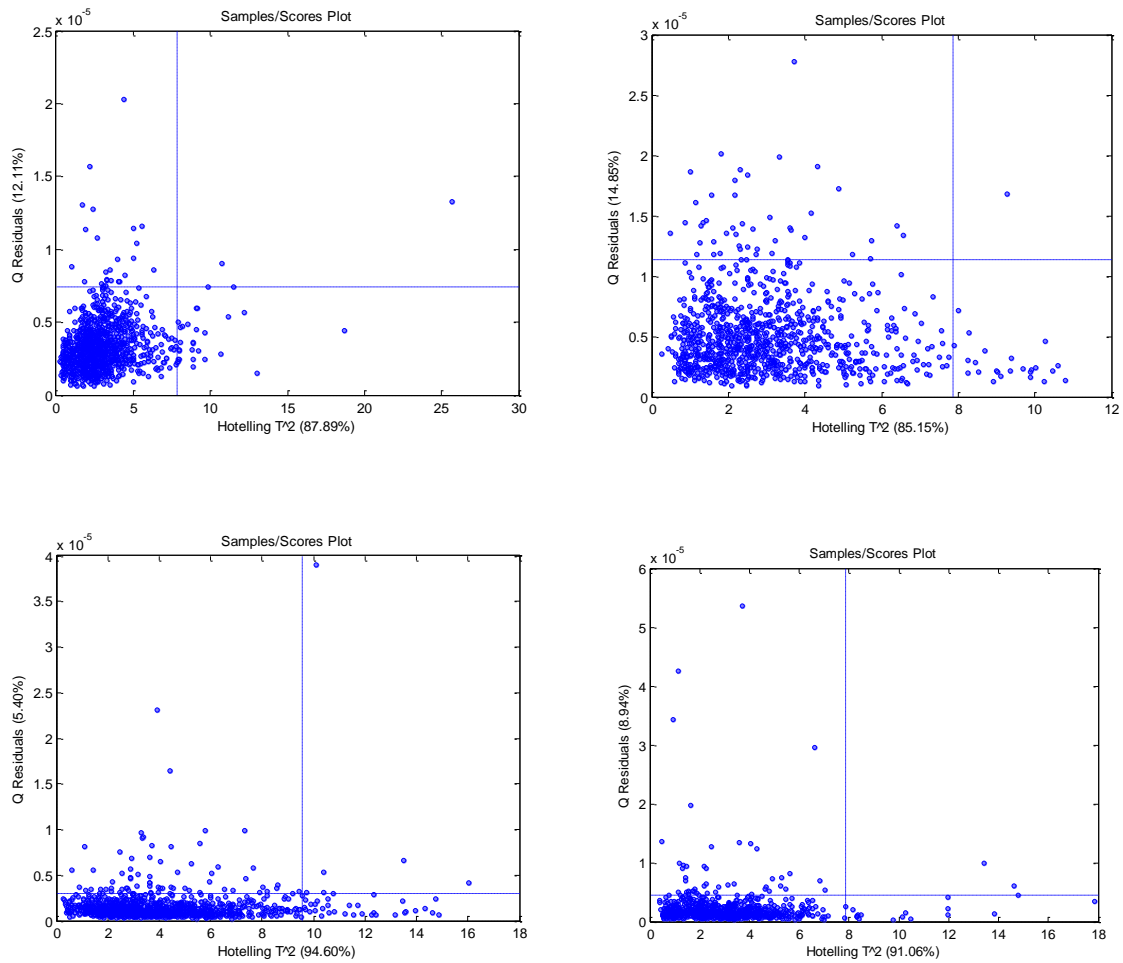 Samples/Scores Plot
x 10^-5
2.5
2
1.5
1
0.5
0
0 5 10 15 20 25 30
Q Residuals (12.11%)
Hotelling T^2 (87.89%)
Samples/Scores Plot
x 10^-5
3
2.5
2
1.5
1
0.5
0
0 2 4 6 8 10 12
Q Residuals (14.85%)
Hotelling T^2 (85.15%)
Samples/Scores Plot
x 10^-5
4
3.5
3
2.5
2
1.5
1
0.5
0
0 2 4 6 8 10 12 14 16 18
Q Residuals (5.40%)
Hotelling T^2 (94.60%)
Samples/Scores Plot
x 10^-5
6
5
4
3
2
1
0
0 2 4 6 8 10 12 14 16 18
Q Residuals (8.94%)
Hotelling T^2 (91.06%)